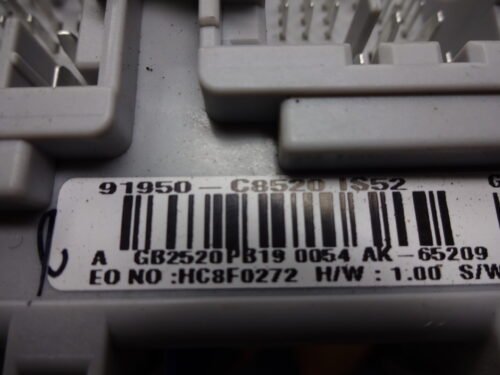 91950-C8520 IS52 G
A GB2520PB19 0054 AK-65209
EO NO :HC8F0272 H/W : 1.00 S/W